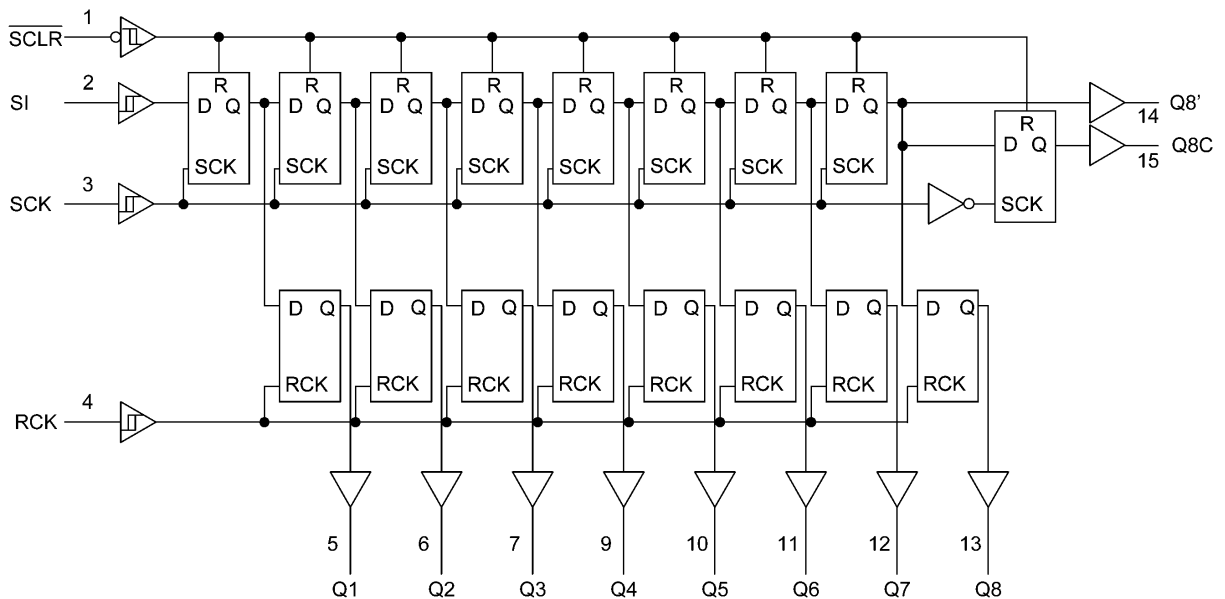 SCLR 1
R R R R R R R R
SI 2 D Q D Q D Q D Q D Q D Q D Q D Q 14 Q8'
R
D Q 15 Q8C
SCK SCK SCK SCK SCK SCK SCK SCK
SCK 3 SCK
D Q D Q D Q D Q D Q D Q D Q D Q
RCK RCK RCK RCK RCK RCK RCK RCK
RCK 4
5 6 7 9 10 11 12 13
Q1 Q2 Q3 Q4 Q5 Q6 Q7 Q8